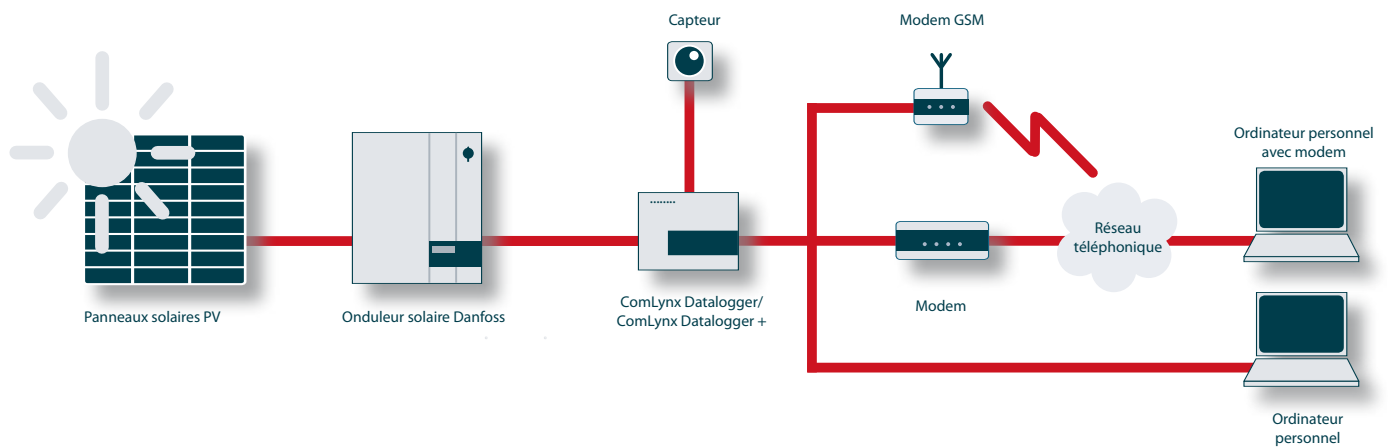 Capteur
Modem GSM
Ordinateur personnel
avec modem
Réseau
téléphonique
Panneaux solaires PV
Onduleur solaire Danfoss
ComLynx Datalogger/
ComLynx Datalogger +
Modem
Ordinateur
personnel